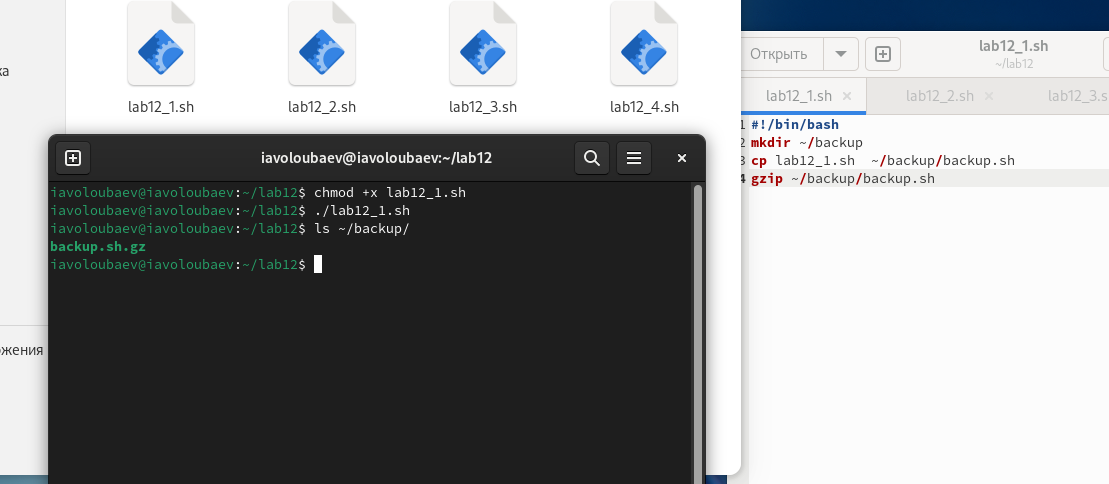 lab12_1.sh
lab12_2.sh
lab12_3.sh
lab12_4.sh
ка
жения
iavoloubaev@iavoloubaev:~/lab12
iavoloubaev@iavoloubaev:~/lab12$ chmod +x lab12_1.sh
iavoloubaev@iavoloubaev:~/lab12$ ./lab12_1.sh
iavoloubaev@iavoloubaev:~/lab12$ ls ~/backup/
backup.sh.gz
iavoloubaev@iavoloubaev:~/lab12$
Открыть
lab12_1.sh
~/lab12
lab12_1.sh
lab12_2.sh
lab12_3.s
1 #!/bin/bash
2 mkdir ~/backup
3 cp lab12_1.sh  ~/backup/backup.sh
4 gzip ~/backup/backup.sh